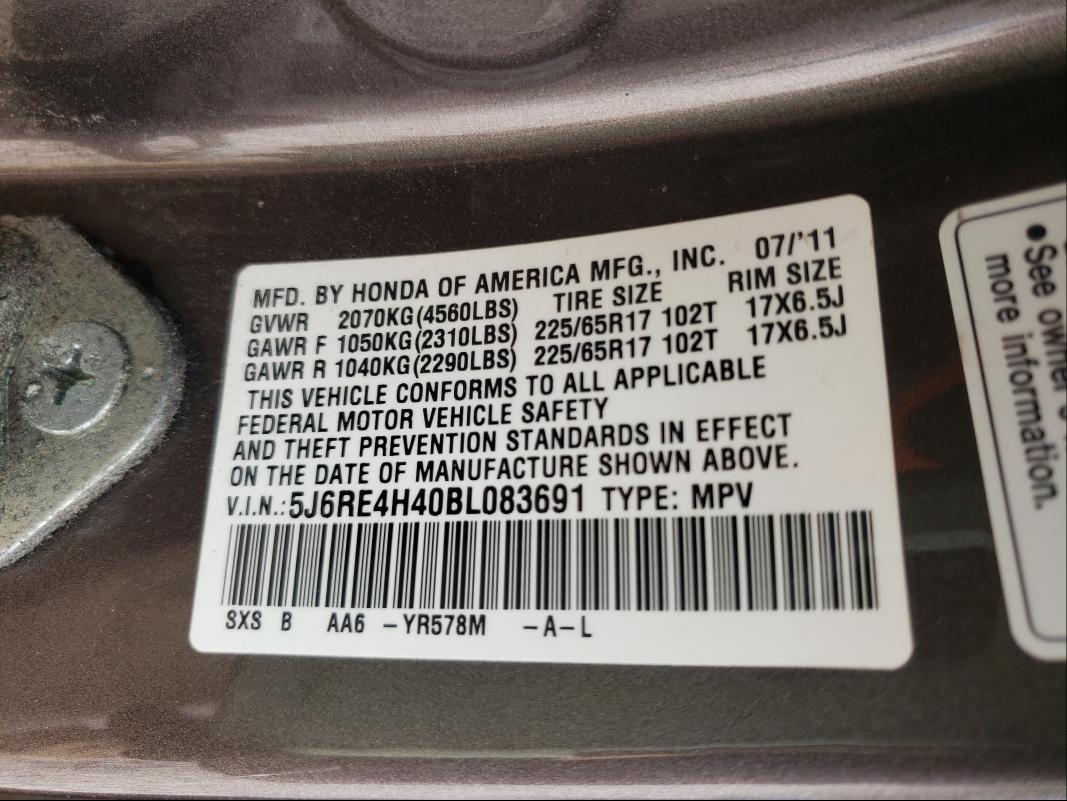 MFD. BY HONDA OF AMERICA MFG., INC. 07/'11
GVWR 2070KG(4560LBS) TIRE SIZE RIM SIZE
GAWR F 1050KG(2310LBS) 225/65R17 102T 17X6.5J
GAWR R 1040KG(2290LBS) 225/65R17 102T 17X6.5J
THIS VEHICLE CONFORMS TO ALL APPLICABLE
FEDERAL MOTOR VEHICLE SAFETY
AND THEFT PREVENTION STANDARDS IN EFFECT
ON THE DATE OF MANUFACTURE SHOWN ABOVE.
V.I.N.:5J6RE4H40BL083691 TYPE: MPV
SXS B AA6 -YR578M -A-L
•See owner's
more information.